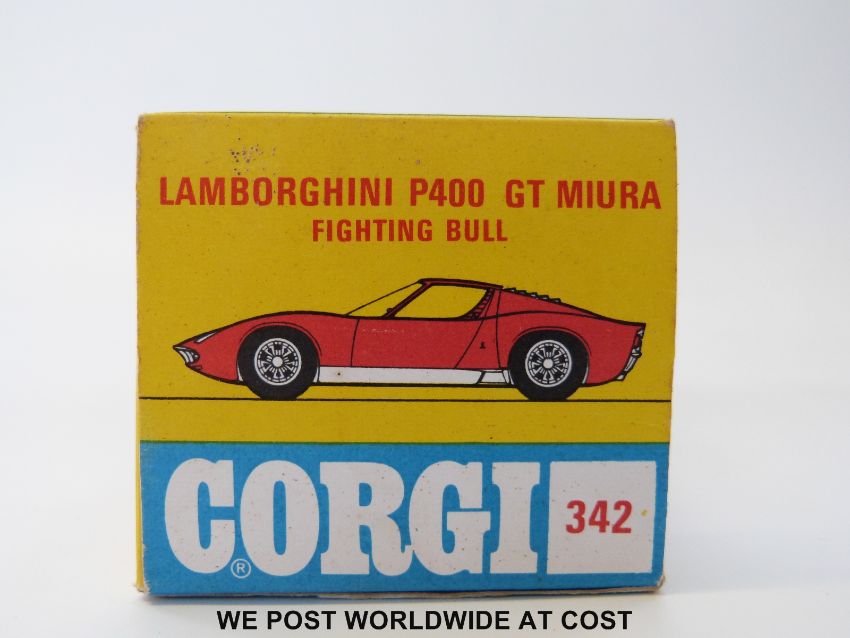 LAMBORGHINI P400 GT MIURA
FIGHTING BULL
CORGI® 342
WE POST WORLDWIDE AT COST